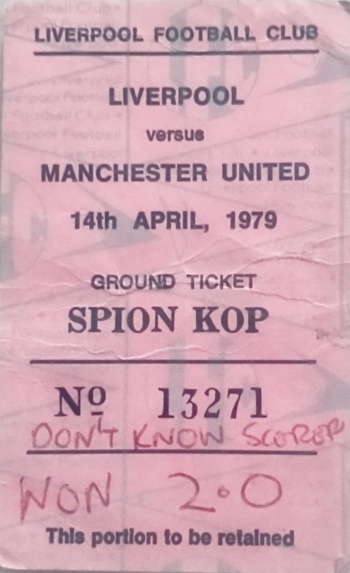 LIVERPOOL FOOTBALL CLUB
LIVERPOOL
versus
MANCHESTER UNITED
14th APRIL, 1979
GROUND TICKET
SPION KOP
Nº 13271
DON'T KNOW SCORER
WON 2.0
This portion to be retained